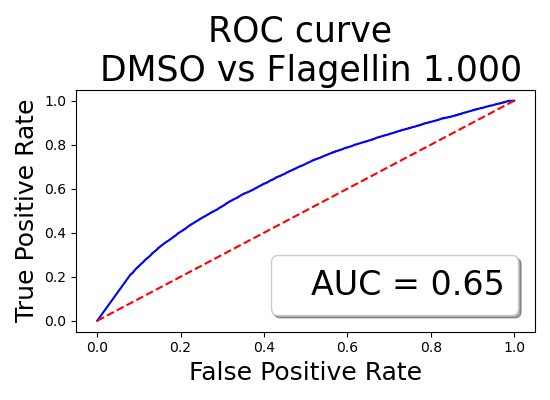 ROC curve
DMSO vs Flagellin 1.000
True Positive Rate
1.0
0.8
0.6
0.4
0.2
0.0
AUC = 0.65
0.0 0.2 0.4 0.6 0.8 1.0
False Positive Rate